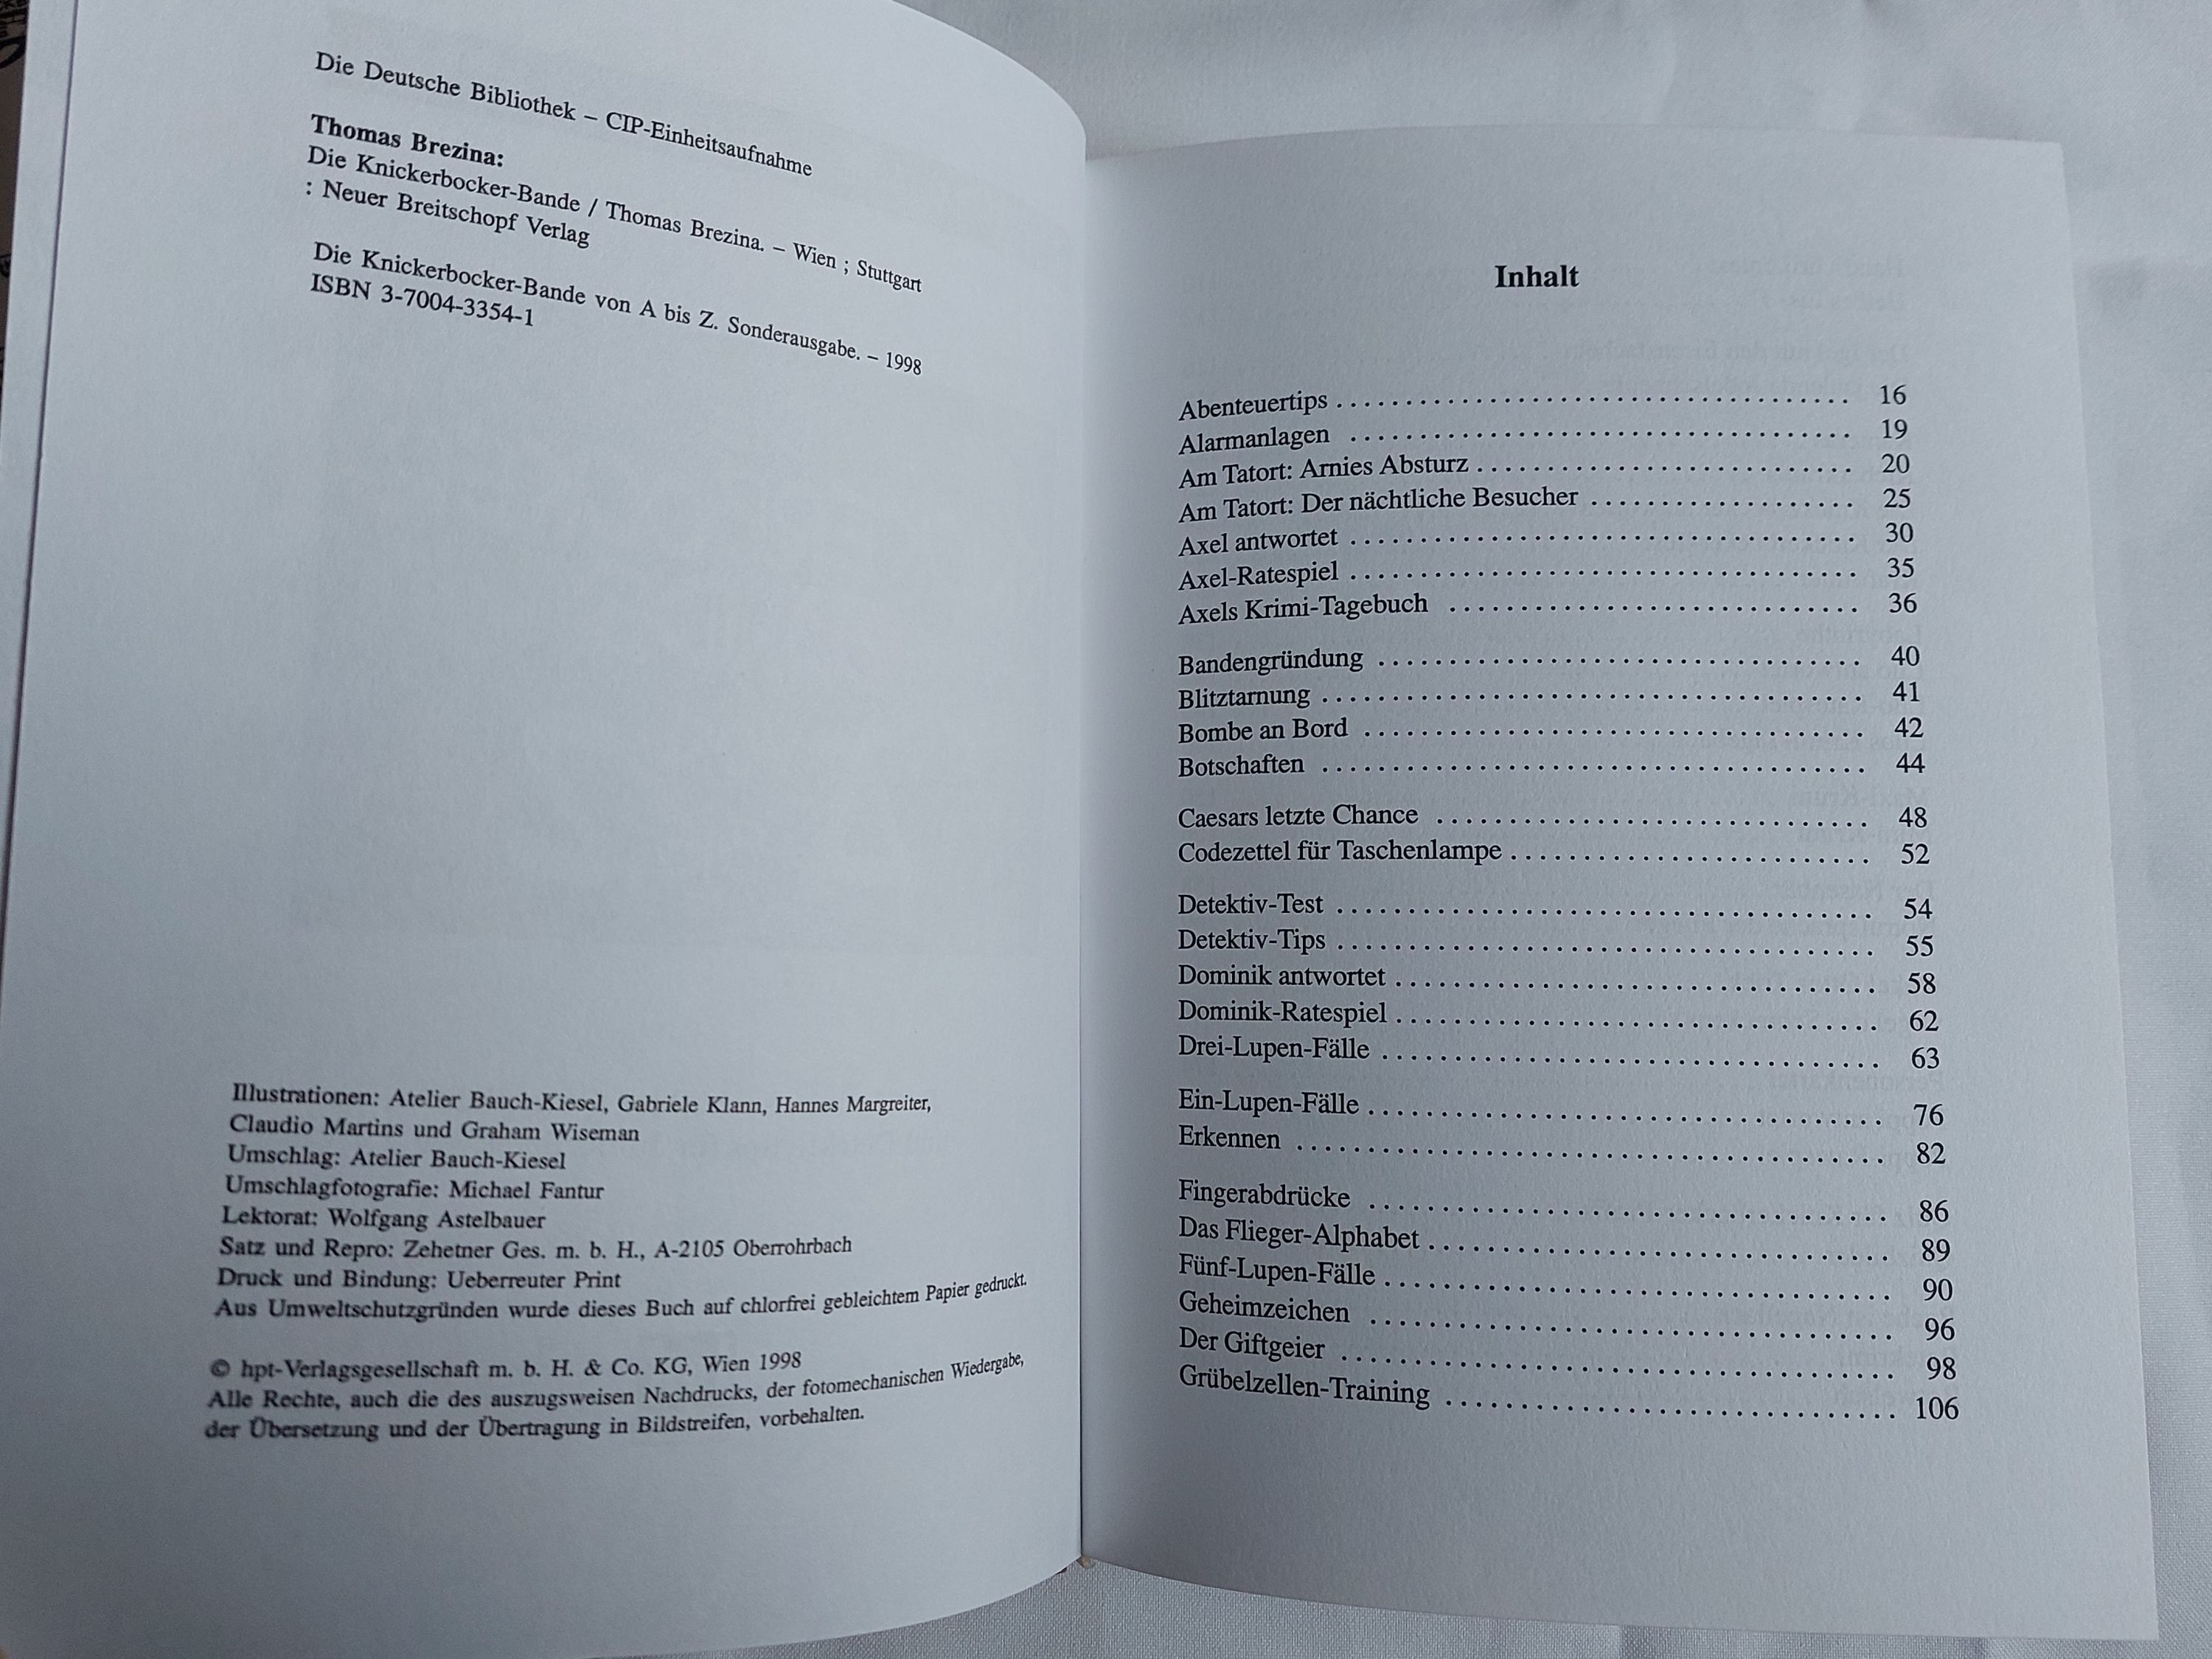 Die Deutsche Bibliothek – CIP-Einheitsaufnahme
Thomas Brezina:
Die Knickerbocker-Bande / Thomas Brezina. – Wien ; Stuttgart
: Neuer Breitschopf Verlag
Die Knickerbocker-Bande von A bis Z. Sonderausgabe. – 1998
ISBN 3-7004-3354-1
Illustrationen: Atelier Bauch-Kiesel, Gabriele Klann, Hannes Margreiter,
Claudio Martins und Graham Wiseman
Umschlag: Atelier Bauch-Kiesel
Umschlagfotografie: Michael Fantur
Lektorat: Wolfgang Astelbauer
Satz und Repro: Zehetner Ges. m. b. H., A-2105 Oberrohrbach
Druck und Bindung: Ueberreuter Print
Aus Umweltschutzgründen wurde dieses Buch auf chlorfrei gebleichtem Papier gedruckt.
© hpt-Verlagsgesellschaft m. b. H. & Co. KG, Wien 1998
Alle Rechte, auch die des auszugsweisen Nachdrucks, der fotomechanischen Wiedergabe,
der Übersetzung und der Übertragung in Bildstreifen, vorbehalten.
Inhalt
Abenteuertips . . . . . . . . . . 16
Alarmanlagen . . . . . . . . . . 19
Am Tatort: Arnies Absturz . . . . . . . . . . 20
Am Tatort: Der nächtliche Besucher . . . . . . . . . . 25
Axel antwortet . . . . . . . . . . 30
Axel-Ratespiel . . . . . . . . . . 35
Axels Krimi-Tagebuch . . . . . . . . . . 36
Bandengründung . . . . . . . . . . 40
Blitztarnung . . . . . . . . . . 41
Bombe an Bord . . . . . . . . . . 42
Botschaften . . . . . . . . . . 44
Caesars letzte Chance . . . . . . . . . . 48
Codezettel für Taschenlampe . . . . . . . . . . 52
Detektiv-Test . . . . . . . . . . 54
Detektiv-Tips . . . . . . . . . . 55
Dominik antwortet . . . . . . . . . . 58
Dominik-Ratespiel . . . . . . . . . . 62
Drei-Lupen-Fälle . . . . . . . . . . 63
Ein-Lupen-Fälle . . . . . . . . . . 76
Erkennen . . . . . . . . . . 82
Fingerabdrücke . . . . . . . . . . 86
Das Flieger-Alphabet . . . . . . . . . . 89
Fünf-Lupen-Fälle . . . . . . . . . . 90
Geheimzeichen . . . . . . . . . . 96
Der Giftgeier . . . . . . . . . . 98
Grübelzellen-Training . . . . . . . . . . 106